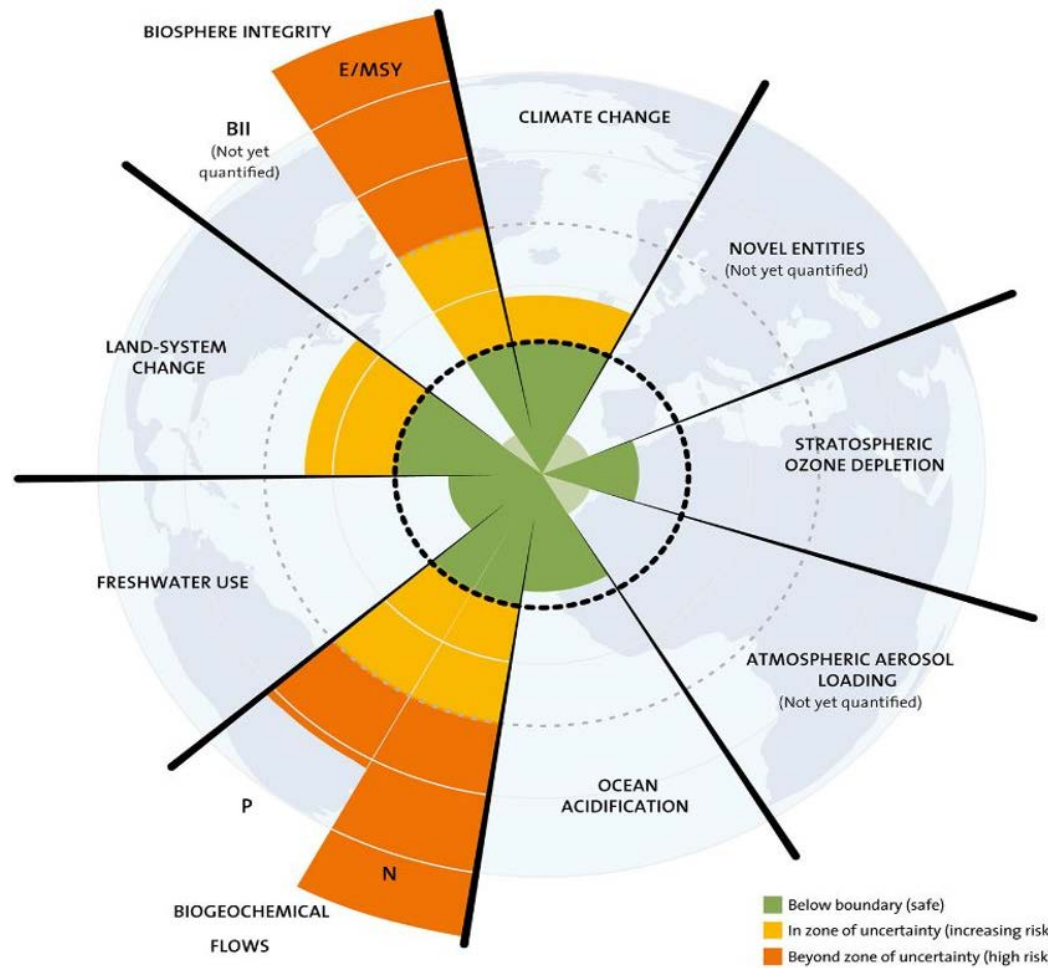 BIOSPHERE INTEGRITY
E/MSY
BII
(Not yet
quantified)
CLIMATE CHANGE
NOVEL ENTITIES
(Not yet quantified)
LAND-SYSTEM
CHANGE
STRATOSPHERIC
OZONE DEPLETION
FRESHWATER USE
ATMOSPHERIC AEROSOL
LOADING
(Not yet quantified)
OCEAN
ACIDIFICATION
P
N
BIOGEOCHEMICAL
FLOWS
Below boundary (safe)
In zone of uncertainty (increasing risk
Beyond zone of uncertainty (high risk